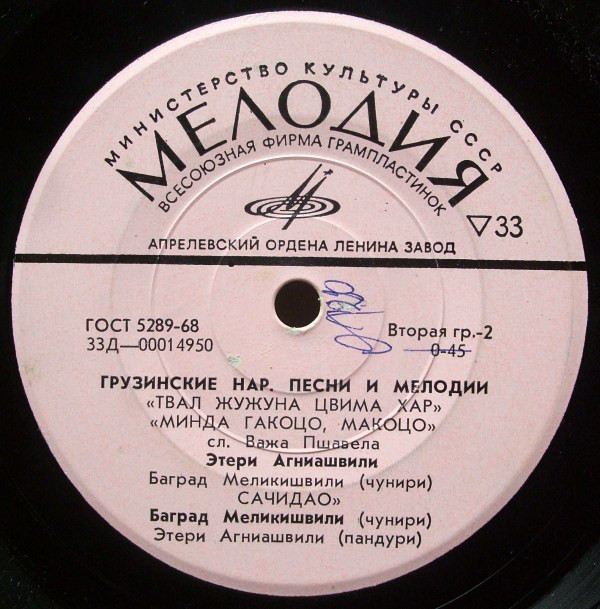 МИНИСТЕРСТВО КУЛЬТУРЫ СССР
МЕЛОДИЯ
ВСЕСОЮЗНАЯ ФИРМА ГРАМПЛАСТИНОК
33
АПРЕЛЕВСКИЙ ОРДЕНА ЛЕНИНА ЗАВОД
ГОСТ 5289-68
Вторая гр.-2
33Д—00014950
0-45
ГРУЗИНСКИЕ НАР. ПЕСНИ И МЕЛОДИИ
«ТВАЛ ЖУЖУНА ЦВИМА ХАР»
«МИНДА ГАКОЦО, МАКОЦО»
сл. Важа Пшавела
Этери Агниашвили
Баград Меликишвили (чунири)
САЧИДАО»
Баград Меликишвили (чунири)
Этери Агниашвили (пандури)